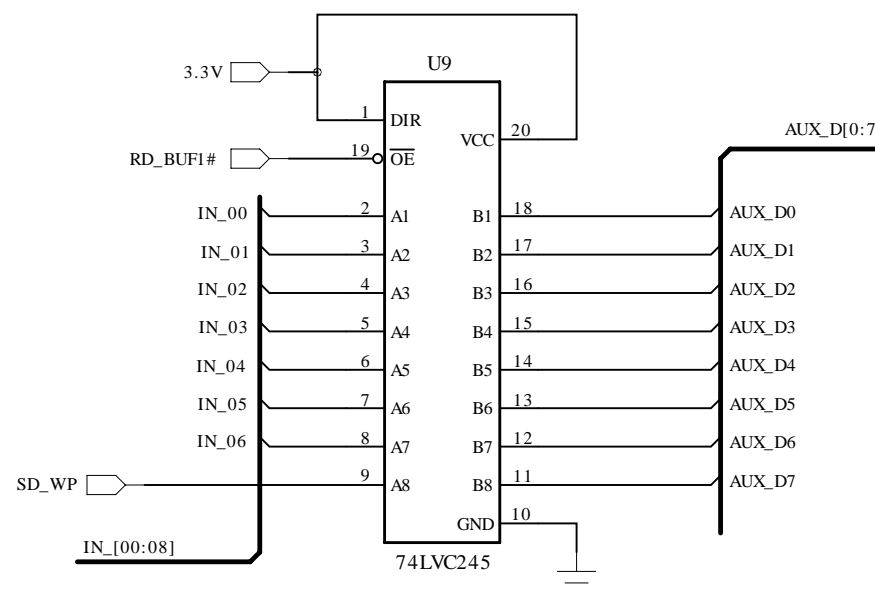 U9
3.3V
1 DIR
VCC 20
AUX_D[0:7
RD_BUF1# 19 OE
IN_00 2 A1 B1 18 AUX_D0
IN_01 3 A2 B2 17 AUX_D1
IN_02 4 A3 B3 16 AUX_D2
IN_03 5 A4 B4 15 AUX_D3
IN_04 6 A5 B5 14 AUX_D4
IN_05 7 A6 B6 13 AUX_D5
IN_06 8 A7 B7 12 AUX_D6
SD_WP 9 A8 B8 11 AUX_D7
GND 10
IN_[00:08]
74LVC245